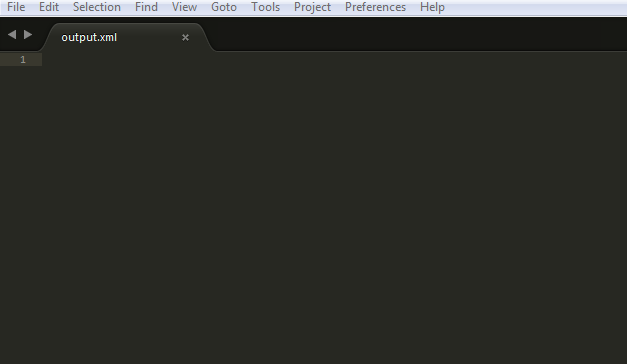 File Edit Selection Find View Goto Tools Project Preferences Help
output.xml
1